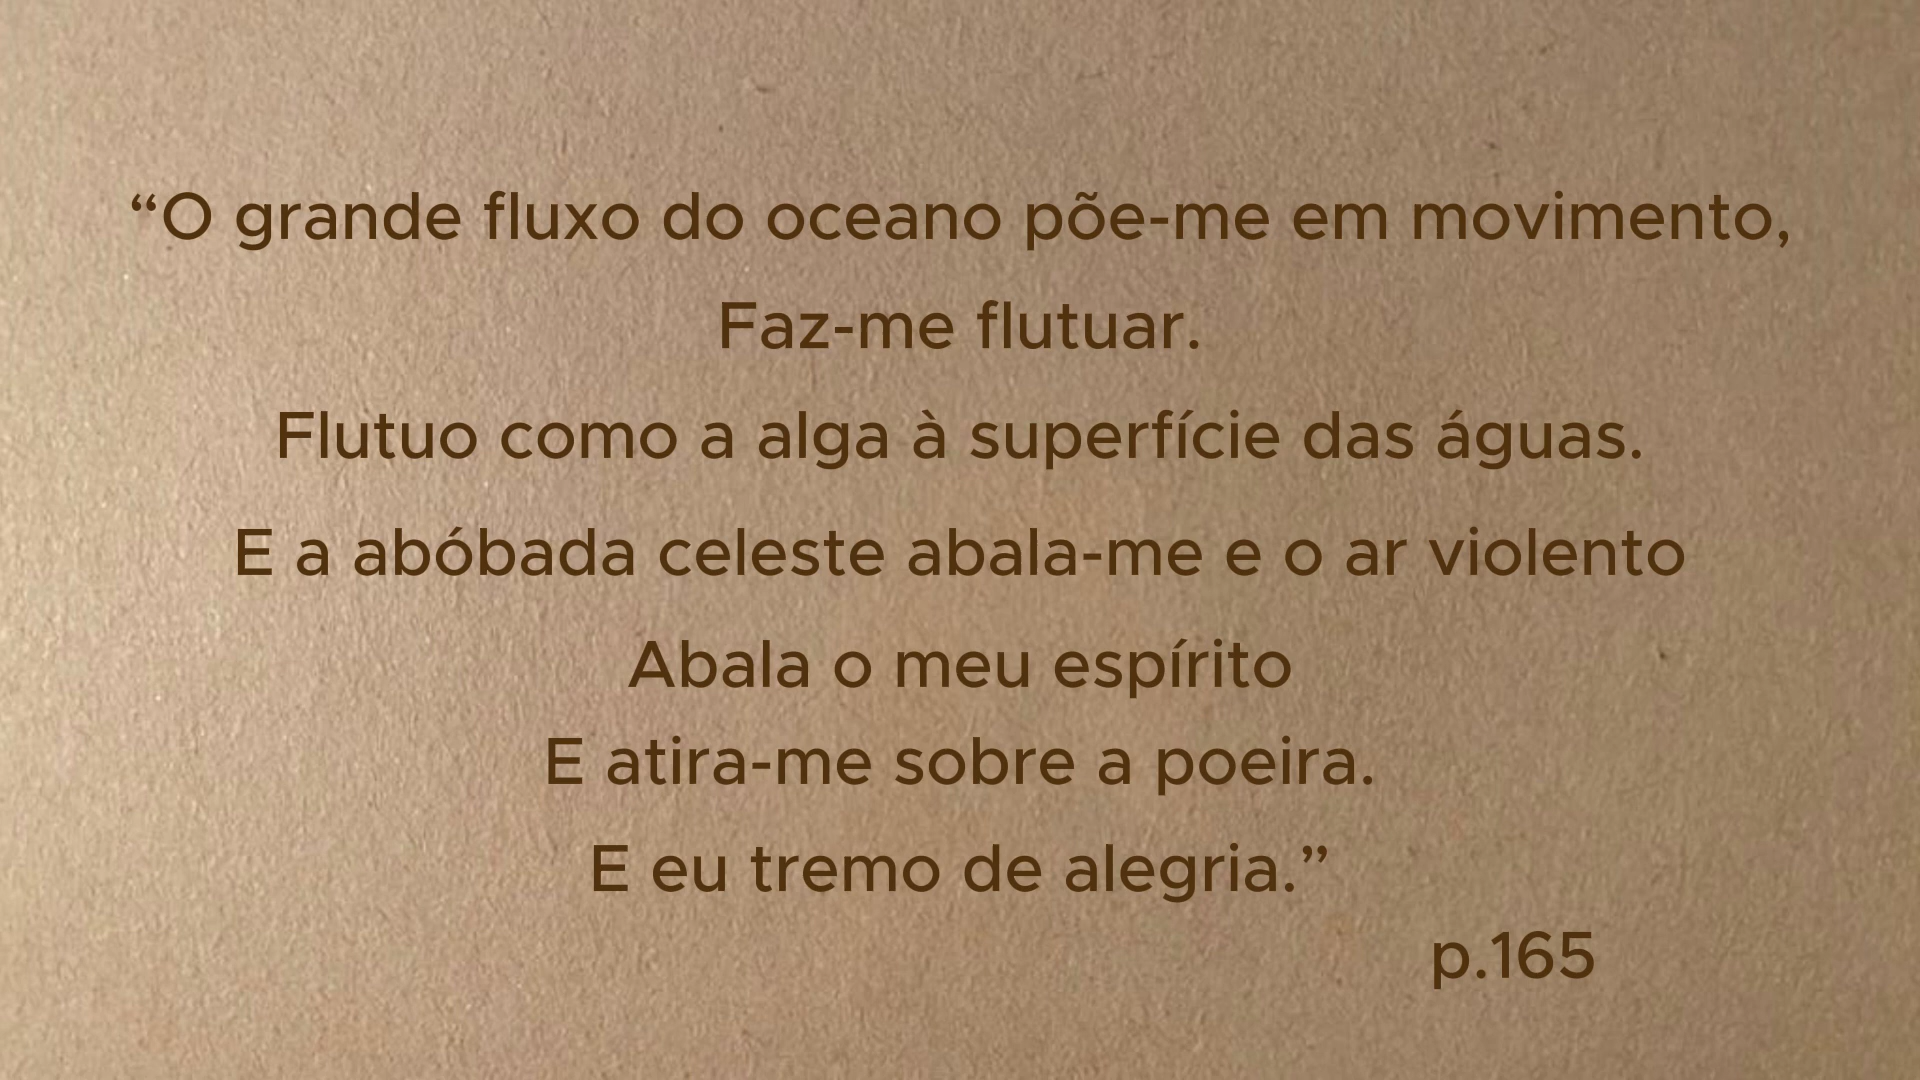 “O grande fluxo do oceano põe-me em movimento,
Faz-me flutuar.
Flutuo como a alga à superfície das águas.
E a abóbada celeste abala-me e o ar violento
Abala o meu espírito
E atira-me sobre a poeira.
E eu tremo de alegria.”
p.165